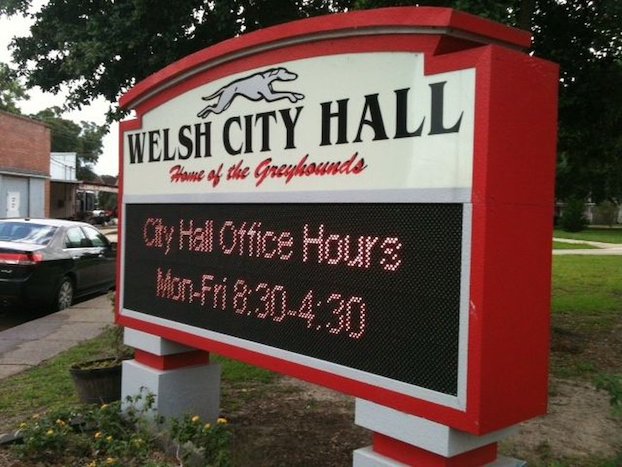 WELSH CITY HALL
Home of the Greyhounds
City Hall Office Hours
Mon-Fri 8:30-4:30